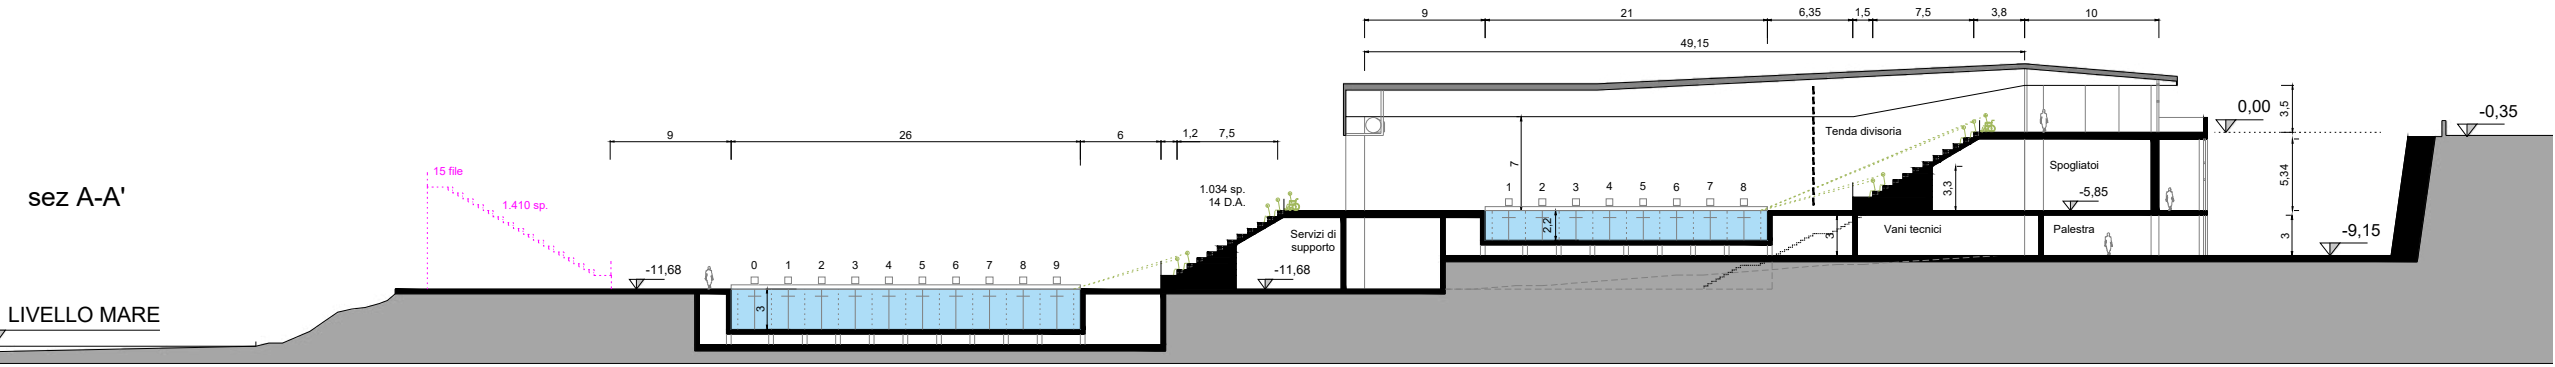 9 21 6,35 1,5 7,5 3,8 10
49,15
0,00
3,5
-0,35
9 26 6 1,2 7,5
Tenda divisoria
7
15 file
1.410 sp.
sez A-A'
1.034 sp.
14 D.A.
1 2 3 4 5 6 7 8
3,3
Spogliatoi
-5,85
5,34
2,2
Servizi di
supporto
3
Vani tecnici
Palestra
3
-9,15
-11,68
0 1 2 3 4 5 6 7 8 9
-11,68
3
LIVELLO MARE